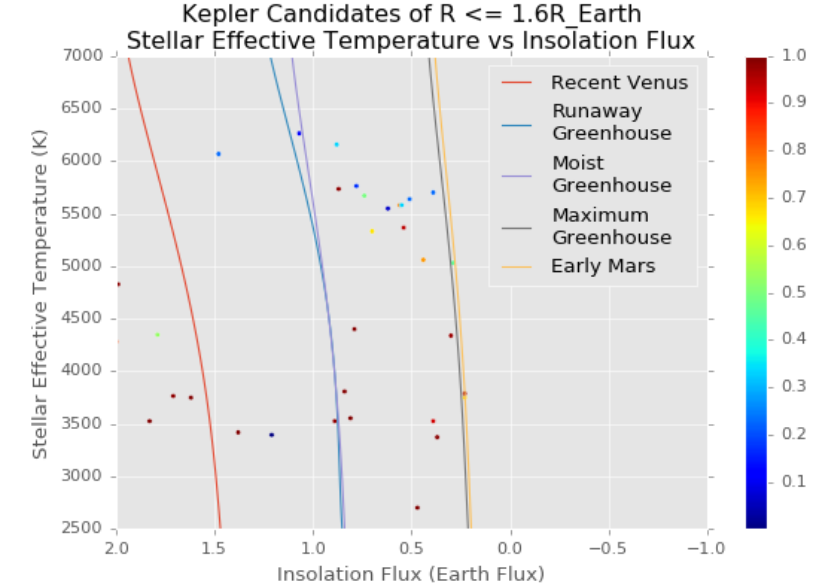 Kepler Candidates of R <= 1.6R_Earth
Stellar Effective Temperature vs Insolation Flux
7000
6500
6000
5500
5000
4500
4000
3500
3000
2500
Stellar Effective Temperature (K)
2.0
1.5
1.0
0.5
0.0
−0.5
−1.0
Insolation Flux (Earth Flux)
Recent Venus
Runaway
Greenhouse
Moist
Greenhouse
Maximum
Greenhouse
Early Mars
1.0
0.9
0.8
0.7
0.6
0.5
0.4
0.3
0.2
0.1